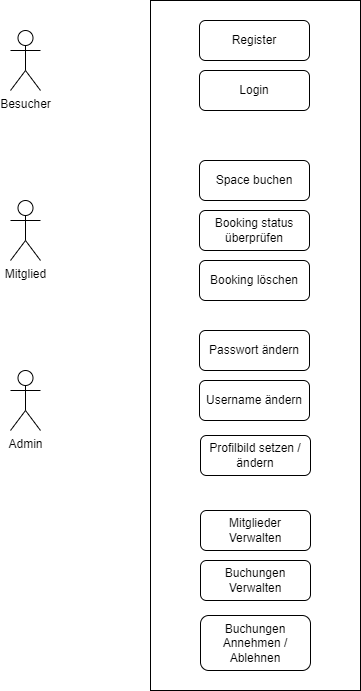 Besucher
Mitglied
Admin
Register
Login
Space buchen
Booking status
überprüfen
Booking löschen
Passwort ändern
Username ändern
Profilbild setzen /
ändern
Mitglieder
Verwalten
Buchungen
Verwalten
Buchungen
Annehmen /
Ablehnen